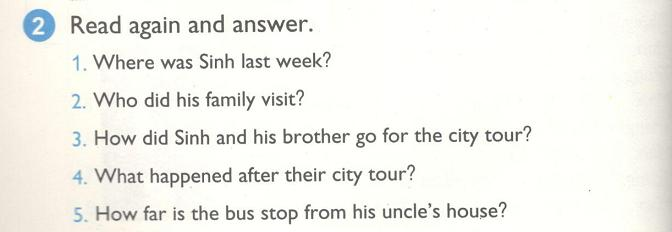 2 Read again and answer.
1. Where was Sinh last week?
2. Who did his family visit?
3. How did Sinh and his brother go for the city tour?
4. What happened after their city tour?
5. How far is the bus stop from his uncle's house?